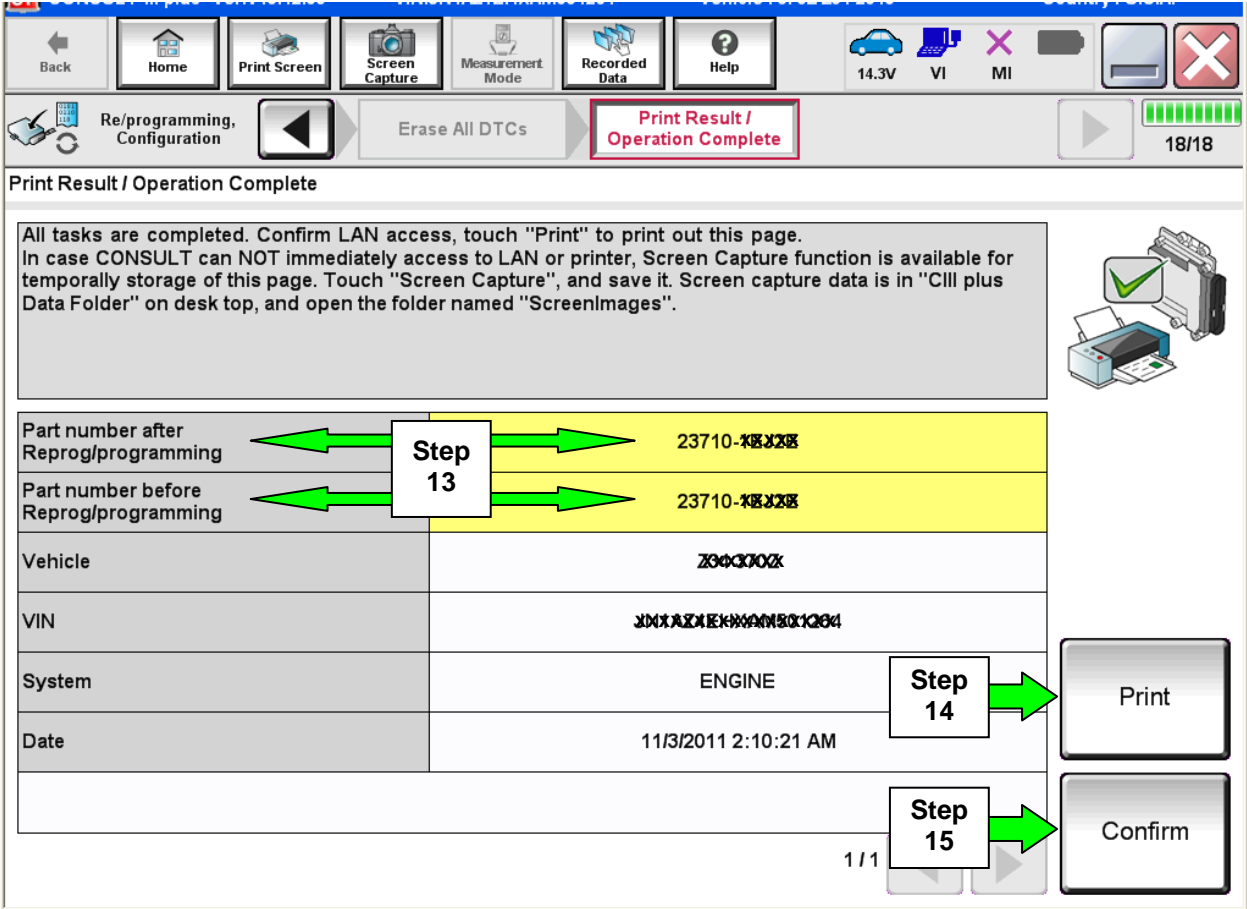 Back
Home
Print Screen
Screen
Capture
Measurement
Mode
Recorded
Data
Help
14.3V
VI
MI
Re/programming,
Configuration
Erase All DTCs
Print Result /
Operation Complete
18/18
Print Result / Operation Complete
All tasks are completed. Confirm LAN access, touch "Print" to print out this page.
In case CONSULT can NOT immediately access to LAN or printer, Screen Capture function is available for
temporally storage of this page. Touch "Screen Capture", and save it. Screen capture data is in "CIII plus
Data Folder" on desk top, and open the folder named "ScreenImages".
Part number after
Reprog/programming
23710-
Step
13
Part number before
Reprog/programming
23710-
Vehicle
VIN
System
ENGINE
Step
14
Print
Date
11/3/2011 2:10:21 AM
Step
15
Confirm
1/1